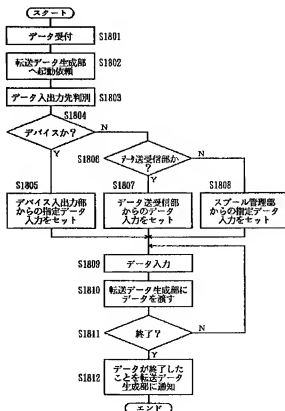 スタート
データ受付
S1801
転送データ生成部
へ起動依頼
S1802
データ入出力先判別
S1803
S1804
デバイスか?
N
Y
S1806
データ送受信部か
?
N
Y
S1805
S1807
S1808
デバイス入出力部
からの指定データ
入力をセット
データ送受信部
からのデータ
入力をセット
スプール管理部
からの指定データ
入力をセット
S1809
データ入力
S1810
転送データ生成部に
データを渡す
S1811
終了?
N
Y
S1812
データが終了した
ことを転送データ
生成部に通知
エンド